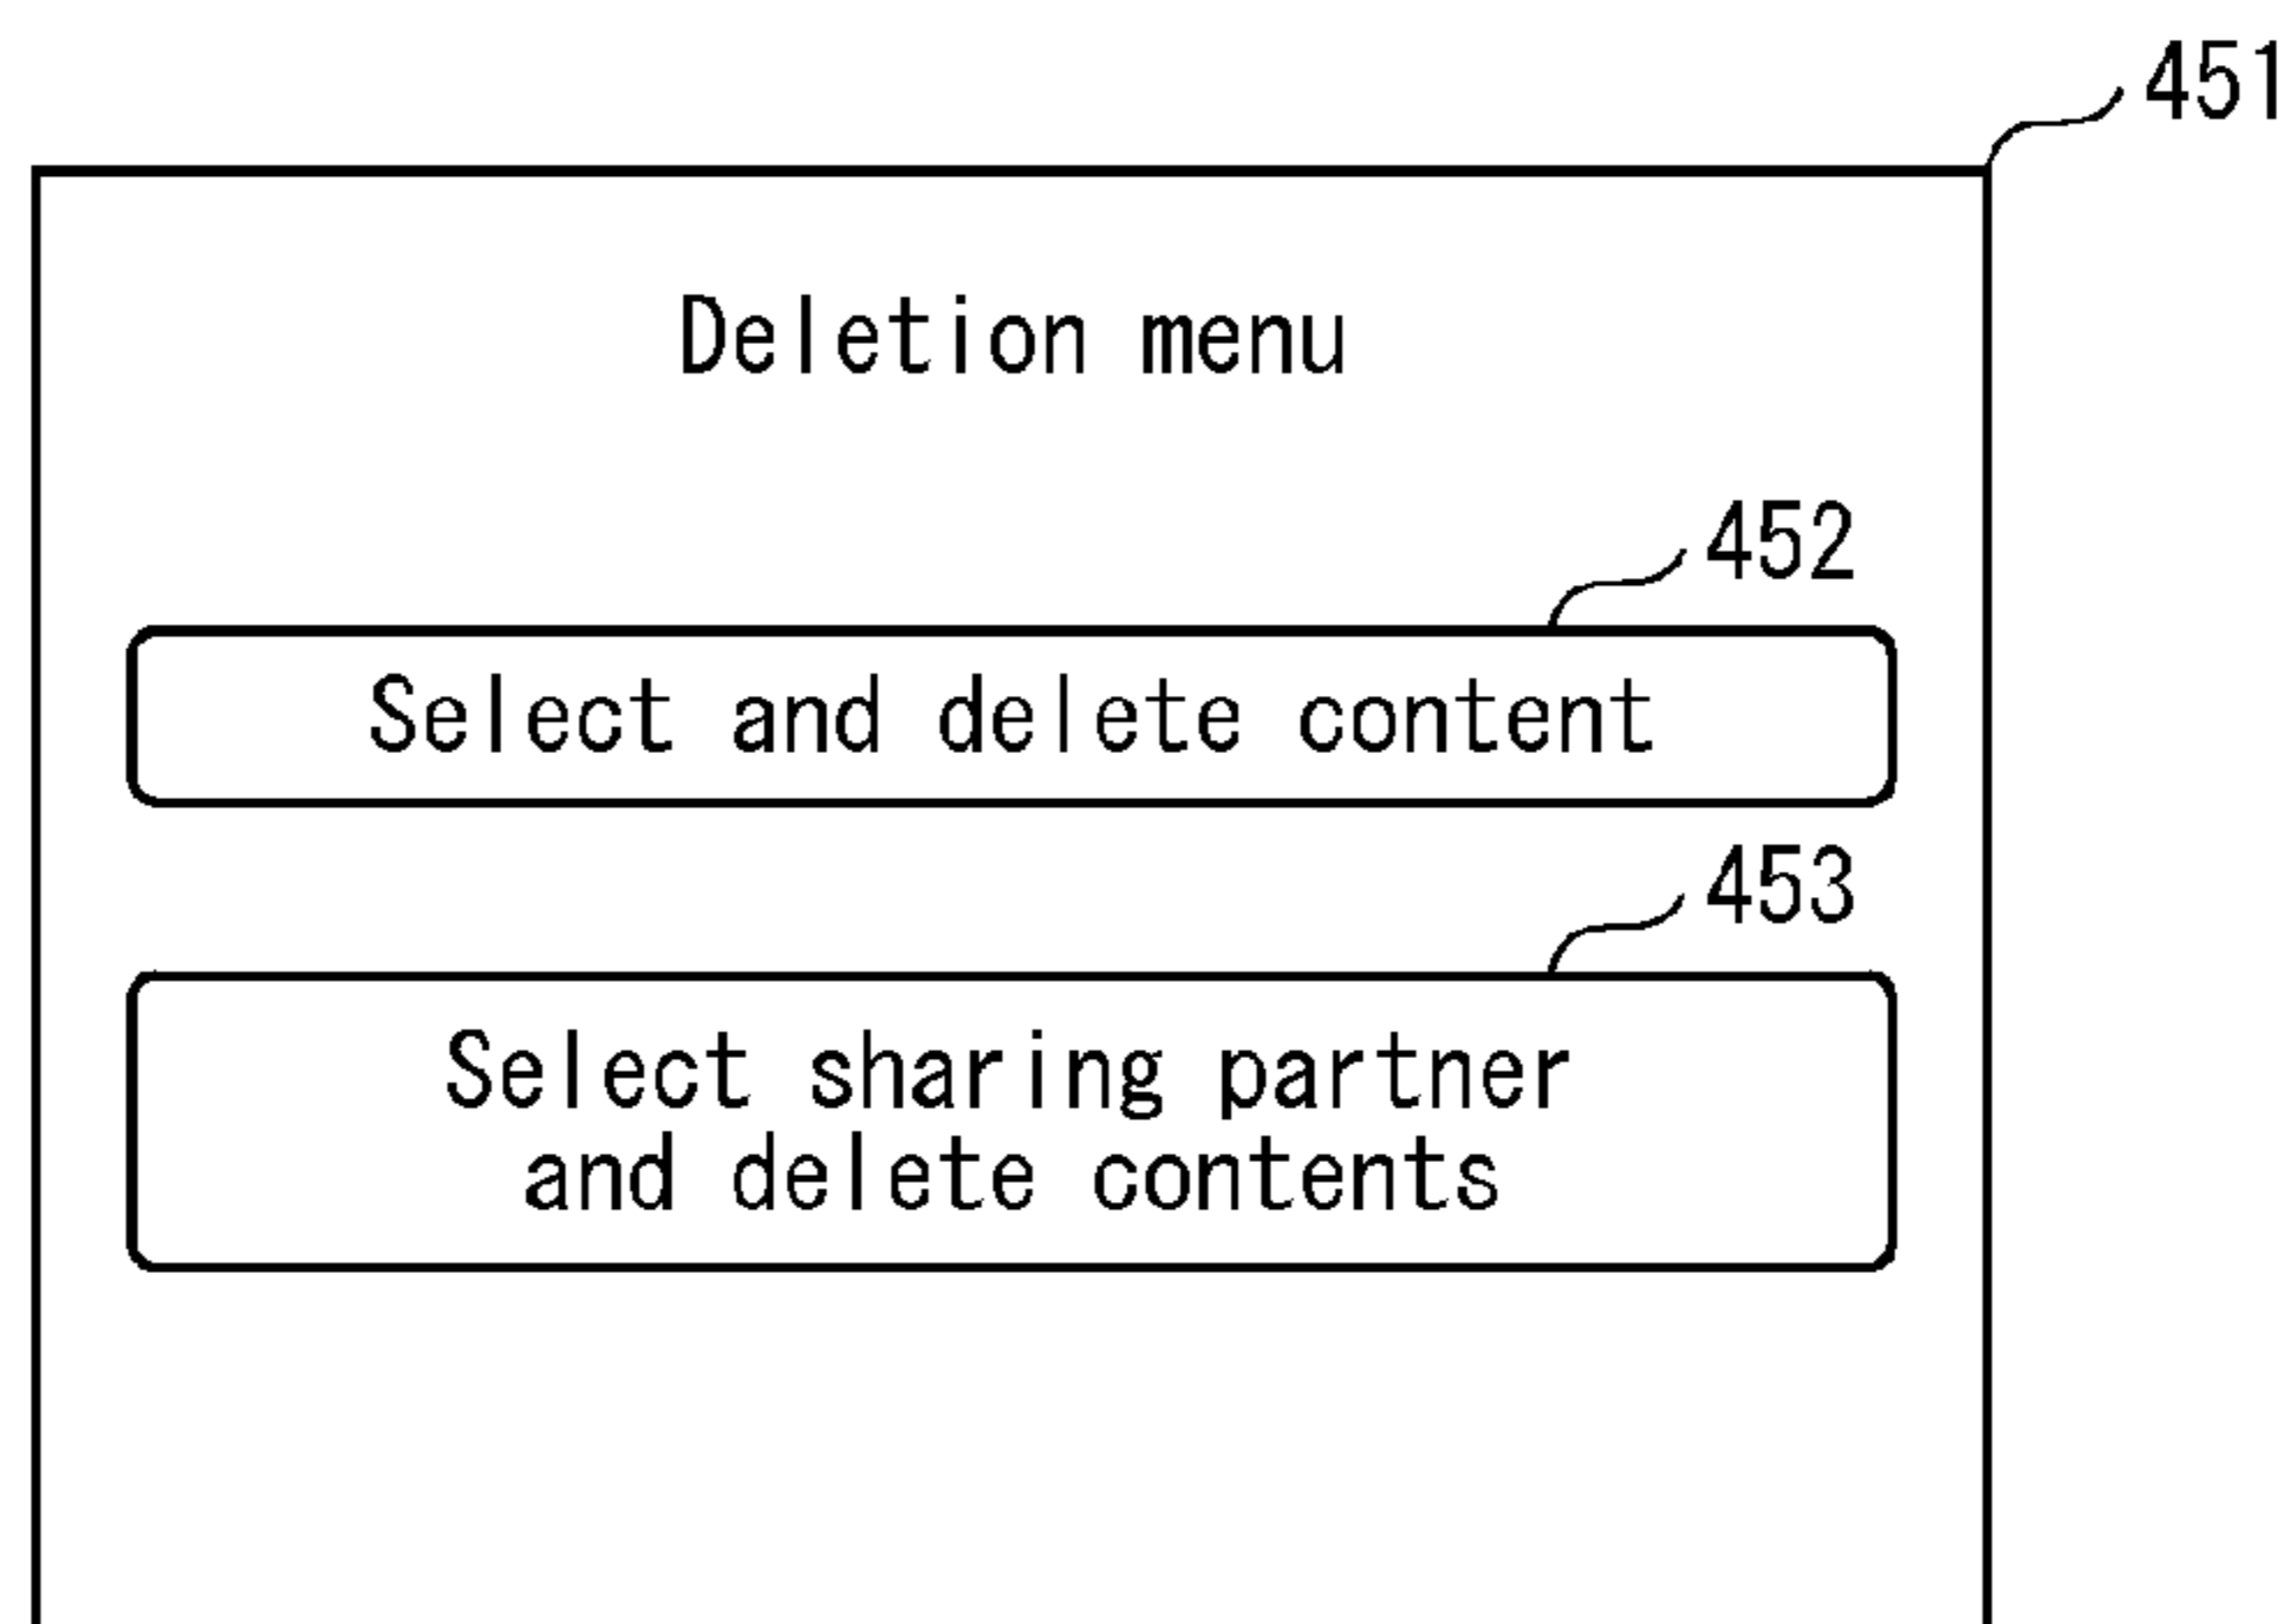 451
Deletion menu
452
Select and delete content
453
Select sharing partner
and delete contents